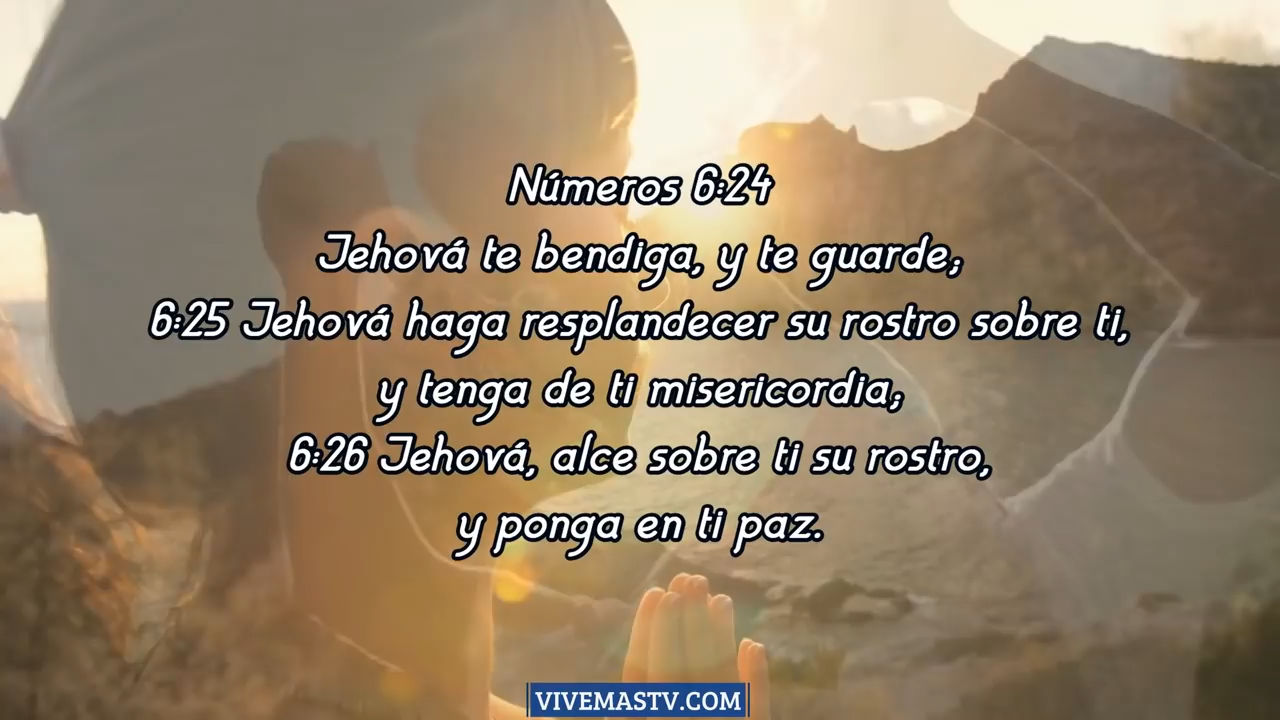 Números 6:24
Jehová te bendiga, y te guarde;
6:25 Jehová haga resplandecer su rostro sobre ti,
y tenga de ti misericordia;
6:26 Jehová, alce sobre ti su rostro,
y ponga en ti paz.
VIVEMASTV.COM